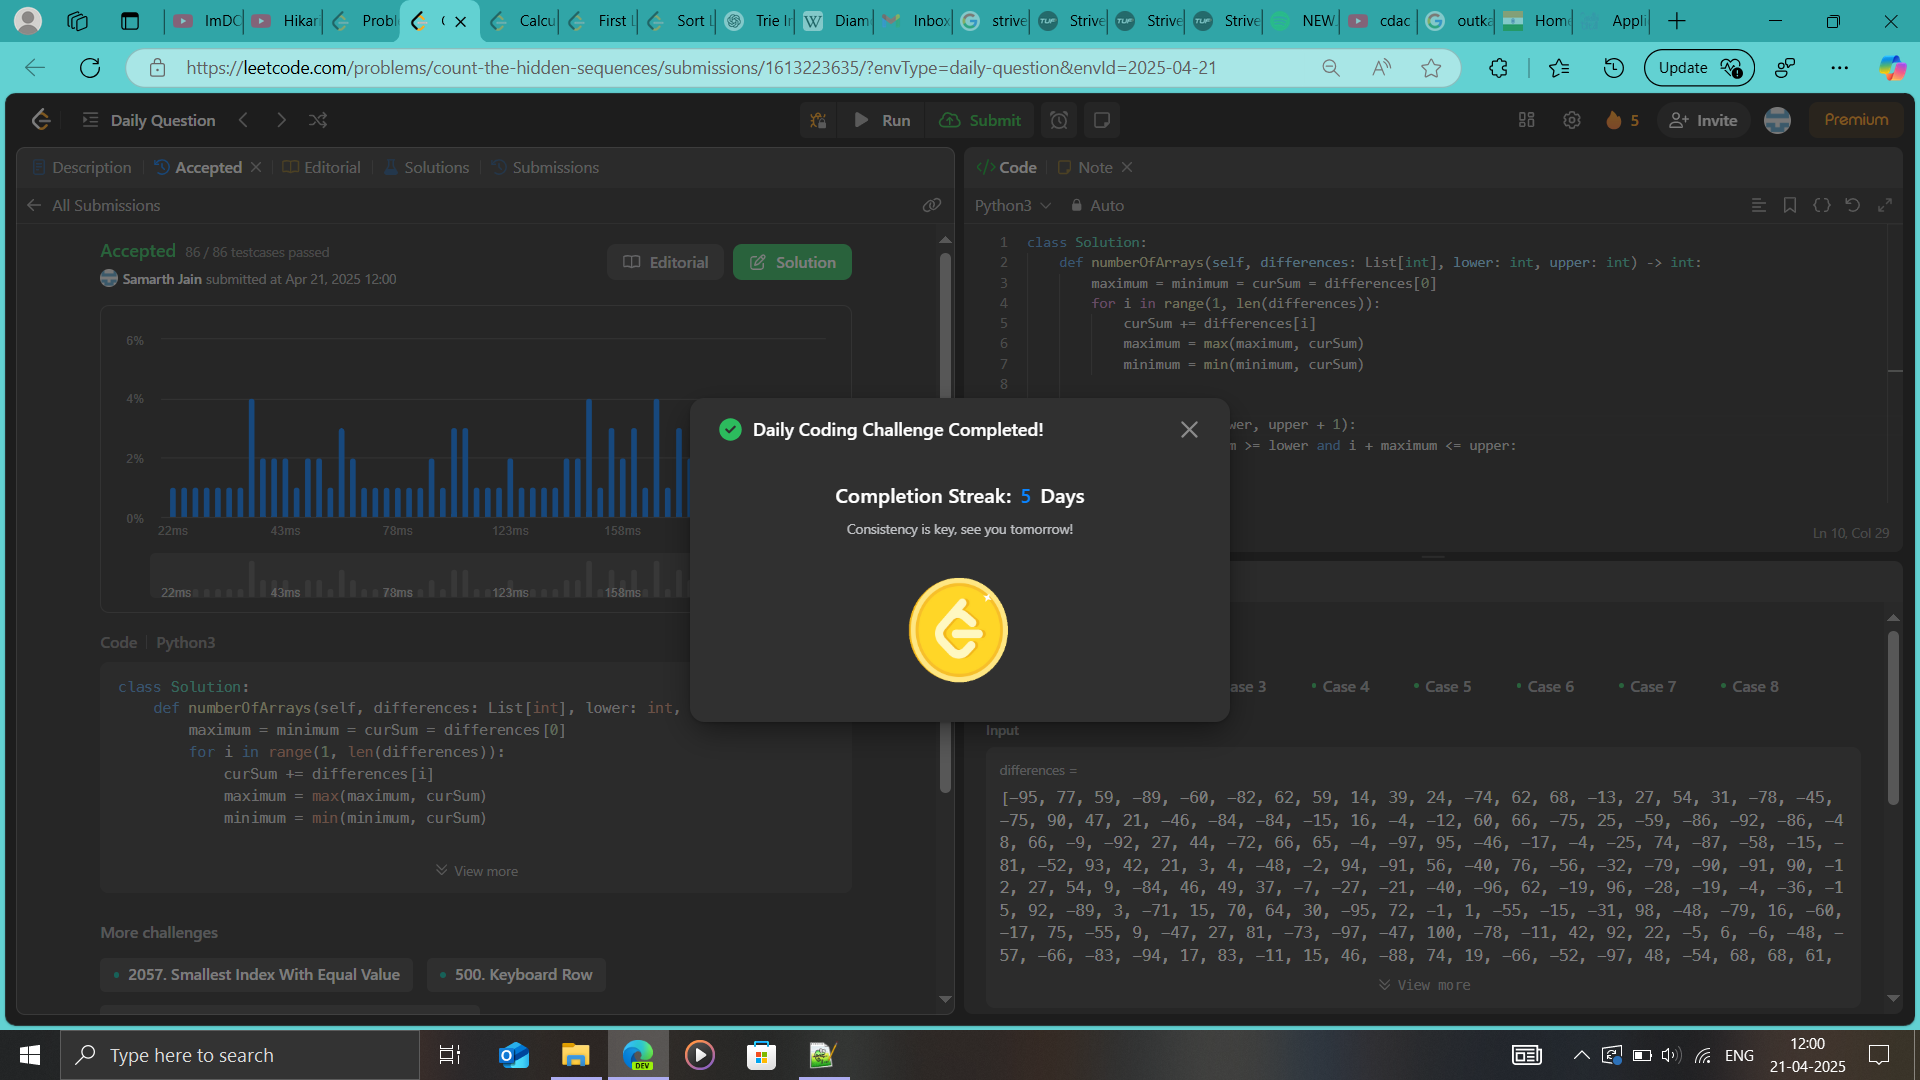 ImDC
Hikar
Probl
C
Calcu
First L
Sort L
Trie In
Diam
Inbox
strive
Strive
Strive
Strive
NEW.
cdac
outka
Home
Appli
https://leetcode.com/problems/count-the-hidden-sequences/submissions/1613223635/?envType=daily-question&envId=2025-04-21
Update
Daily Question
Run
Submit
5
Invite
Premium
Description
Accepted
Editorial
Solutions
Submissions
All Submissions
Accepted 86 / 86 testcases passed
Samarth Jain submitted at Apr 21, 2025 12:00
Editorial
Solution
6%
4%
2%
0%
22ms 43ms 78ms 123ms 158ms
22ms 43ms 78ms 123ms 158ms
Code | Python3
class Solution:
def numberOfArrays(self, differences: List[int], lower: int,
maximum = minimum = curSum = differences[0]
for i in range(1, len(differences)):
curSum += differences[i]
maximum = max(maximum, curSum)
minimum = min(minimum, curSum)
View more
More challenges
2057. Smallest Index With Equal Value
500. Keyboard Row
Code
Note
Python3
Auto
1 class Solution:
2 def numberOfArrays(self, differences: List[int], lower: int, upper: int) -> int:
3 maximum = minimum = curSum = differences[0]
4 for i in range(1, len(differences)):
5 curSum += differences[i]
6 maximum = max(maximum, curSum)
7 minimum = min(minimum, curSum)
8
wer, upper + 1):
m >= lower and i + maximum <= upper:
Ln 10, Col 29
Daily Coding Challenge Completed!
Completion Streak: 5 Days
Consistency is key, see you tomorrow!
ase 3
Case 4
Case 5
Case 6
Case 7
Case 8
Input
differences =
[-95, 77, 59, -89, -60, -82, 62, 59, 14, 39, 24, -74, 62, 68, -13, 27, 54, 31, -78, -45,
-75, 90, 47, 21, -46, -84, -84, -15, 16, -4, -12, 60, 66, -75, 25, -59, -86, -92, -86, -4
8, 66, -9, -92, 27, 44, -72, 66, 65, -4, -97, 95, -46, -17, -4, -25, 74, -87, -58, -15, -
81, -52, 93, 42, 21, 3, 4, -48, -2, 94, -91, 56, -40, 76, -56, -32, -79, -90, -91, 90, -1
2, 27, 54, 9, -84, 46, 49, 37, -7, -27, -21, -40, -96, 62, -19, 96, -28, -19, -4, -36, -1
5, 92, -89, 3, -71, 15, 70, 64, 30, -95, 72, -1, 1, -55, -15, -31, 98, -48, -79, 16, -60,
-17, 75, -55, 9, -47, 27, 81, -73, -97, -47, 100, -78, -11, 42, 92, 22, -5, 6, -6, -48, -
57, -66, -83, -94, 17, 83, -11, 15, 46, -88, 74, 19, -66, -52, -97, 48, -54, 68, 68, 61,
View more
Type here to search
DEV
ENG
12:00
21-04-2025